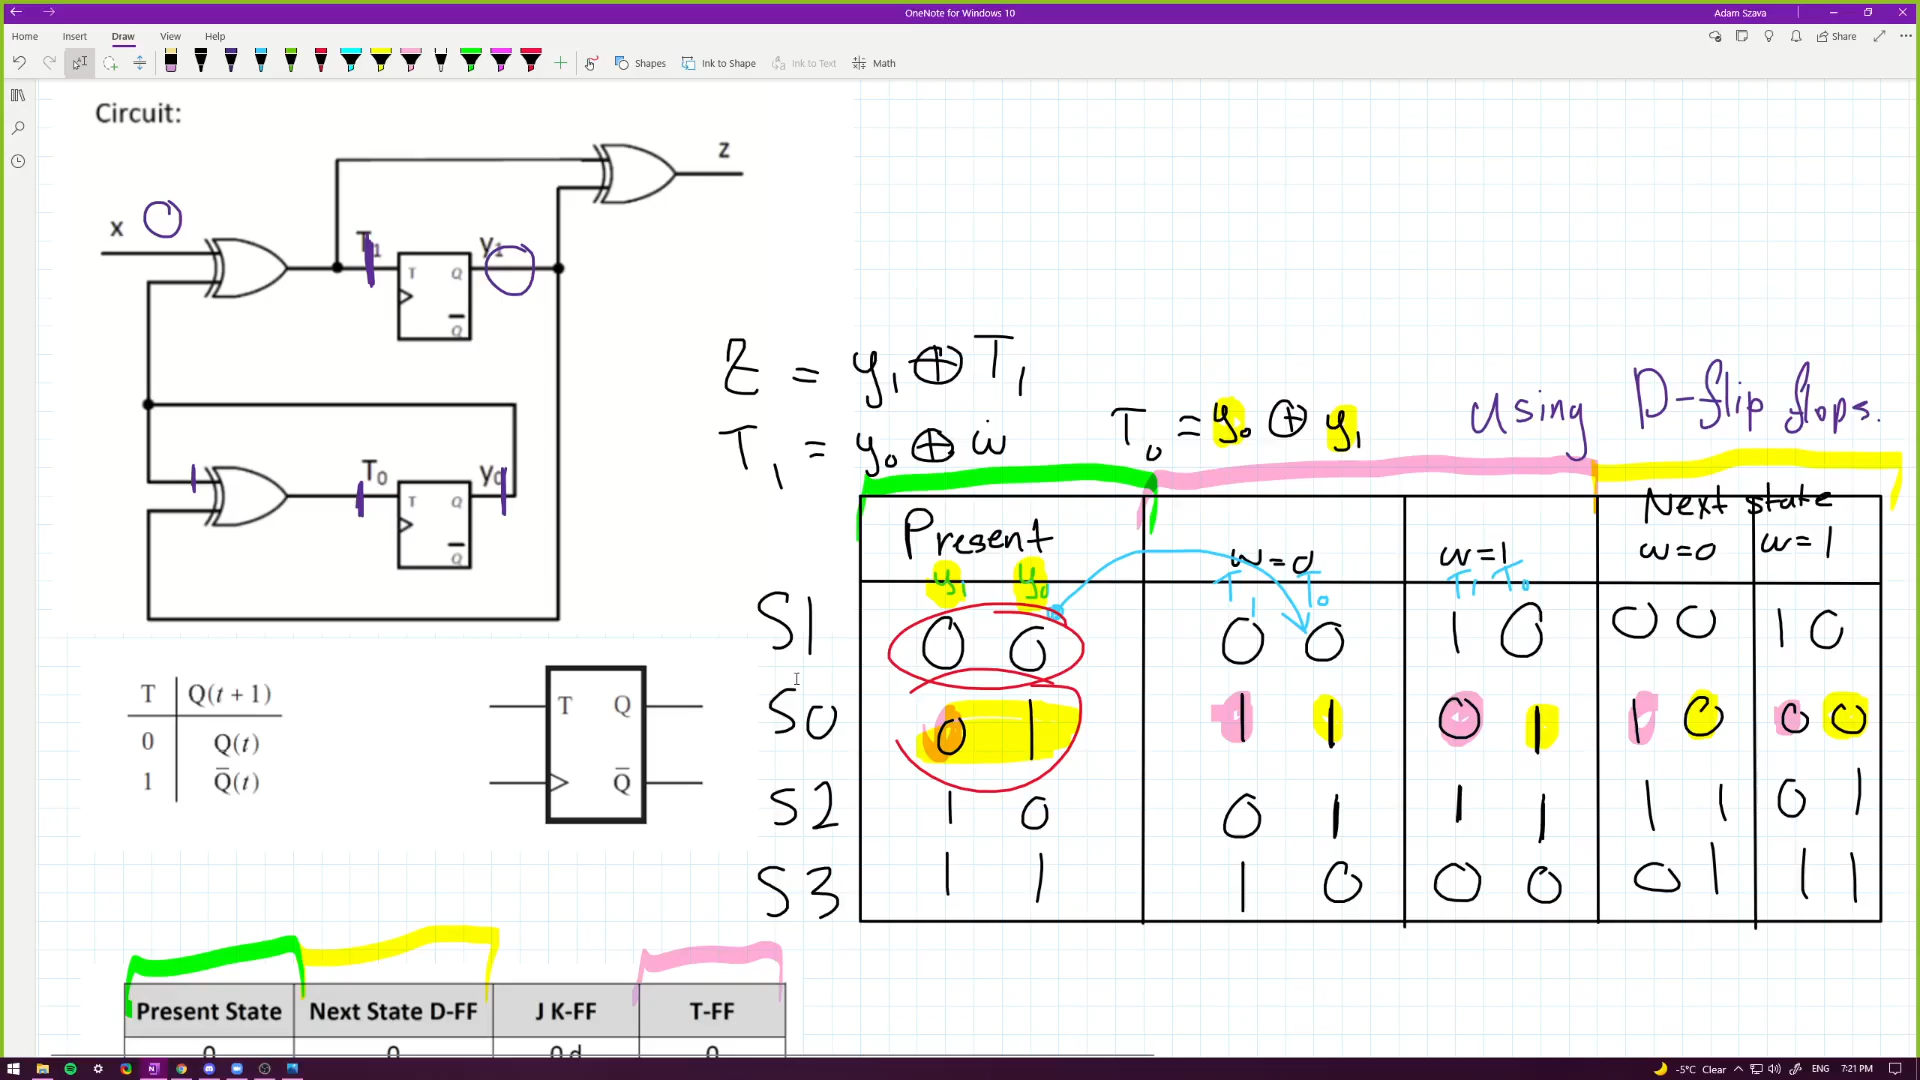 OneNote for Windows 10
Adam Szava
Home Insert Draw View Help
Share
Shapes Ink to Shape Ink to Text Math
Circuit:
z
x 0
T₁ y₁
T Q
Q̅
Z = y₁ ⊕ T₁
T₁ = y₀ ⊕ w
T₀ = y₀ ⊕ y₁
using D-flip flops.
T₀ y₀
T Q
Q̅
Present w=0 w=1 Next state
w=0 w=1
y₁ y₀ T₁ T₀ T₁ T₀
S1 0 0 0 0 1 0 0 0 1 0
S0 0 1 1 1 0 1 1 0 0 0
S2 1 0 0 1 1 1 1 1 0 1
S3 1 1 1 0 0 0 0 1 1 1
T Q(t + 1)
0 Q(t)
1 Q̅(t)
T Q
Q̅
Present State Next State D-FF J K-FF T-FF
0 0 0 d 0
-5°C Clear ENG 7:21 PM